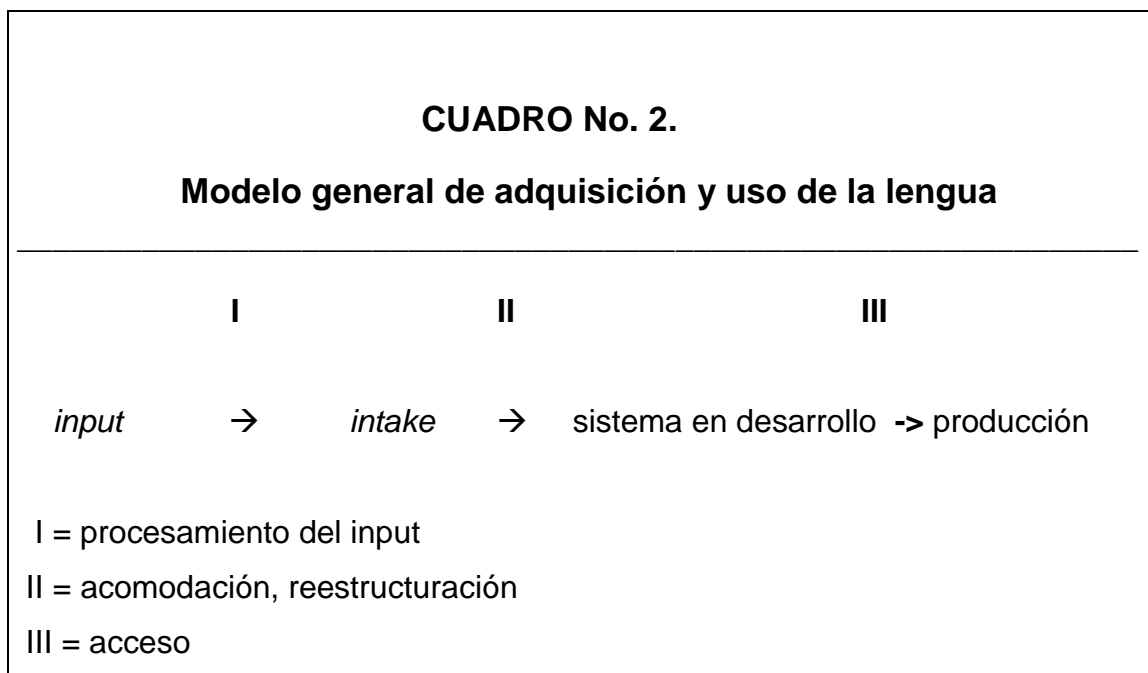 CUADRO No. 2.
Modelo general de adquisición y uso de la lengua
I II III
input → intake → sistema en desarrollo -> producción
I = procesamiento del input
II = acomodación, reestructuración
III = acceso